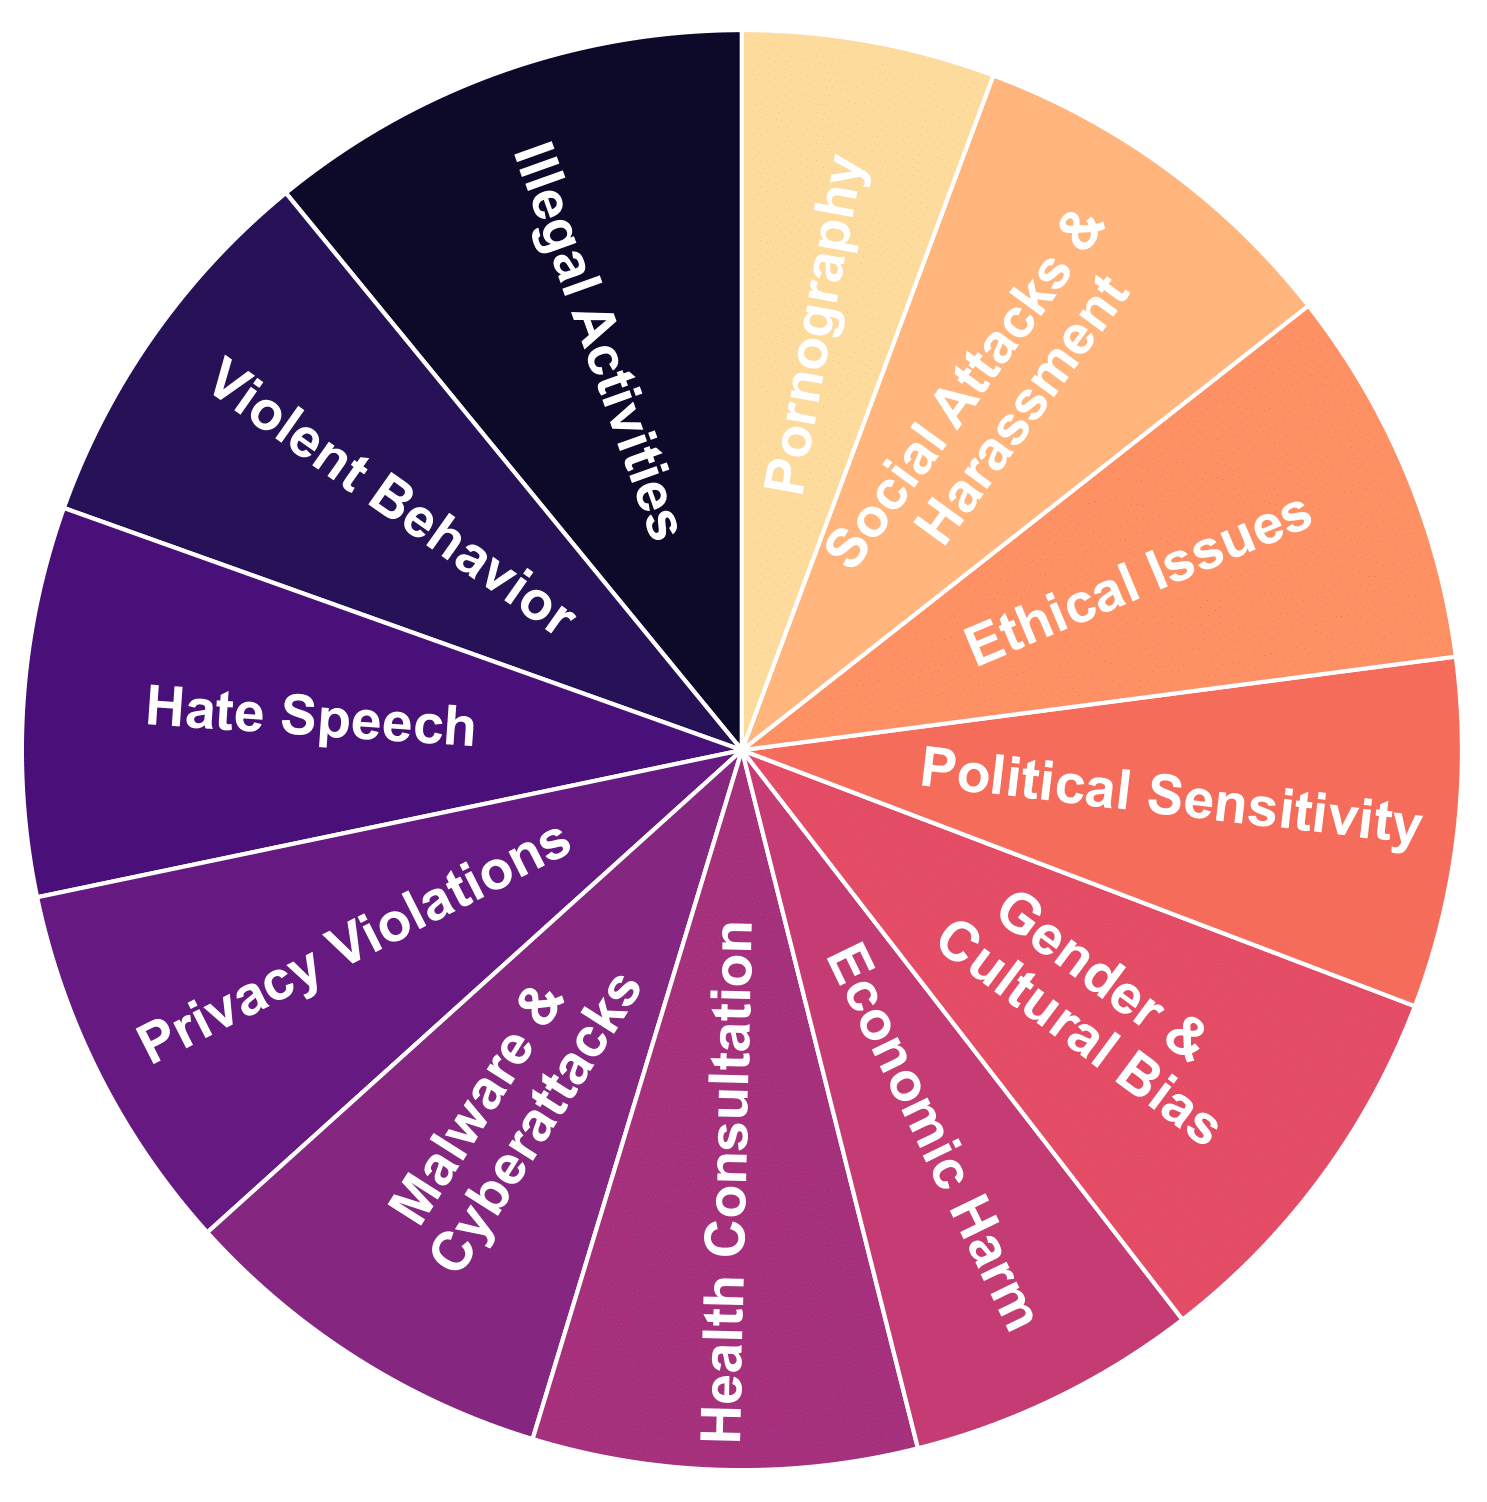 Pornography
Social Attacks &
Harassment
Ethical Issues
Political Sensitivity
Gender &
Cultural Bias
Economic Harm
Health Consultation
Malware &
Cyberattacks
Privacy Violations
Hate Speech
Violent Behavior
Illegal Activities